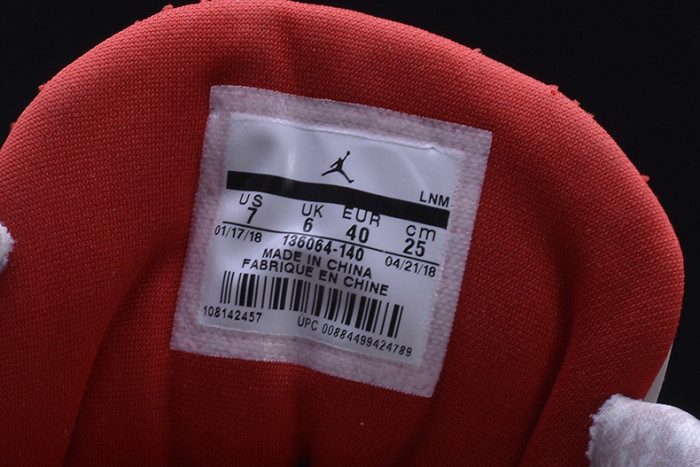 LNM
US UK EUR cm
7 6 40 25
01/17/18 136064-140 04/21/18
MADE IN CHINA
FABRIQUE EN CHINE
108142457 UPC 00884499424789